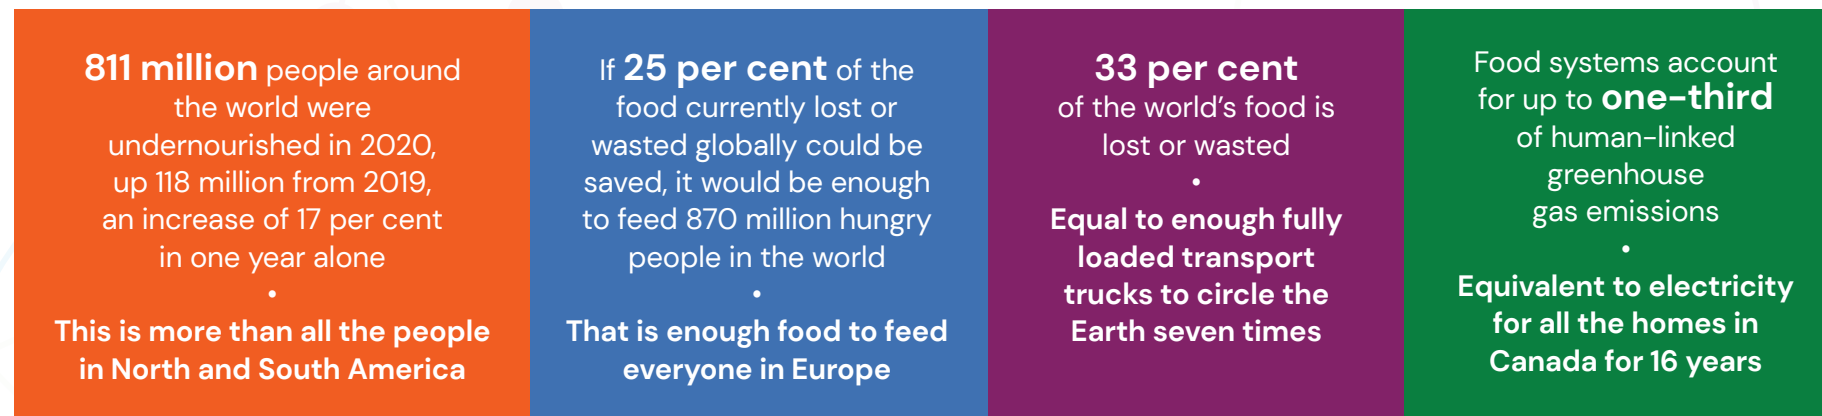 811 million people around
the world were
undernourished in 2020,
up 118 million from 2019,
an increase of 17 per cent
in one year alone
•
This is more than all the people
in North and South America
If 25 per cent of the
food currently lost or
wasted globally could be
saved, it would be enough
to feed 870 million hungry
people in the world
•
That is enough food to feed
everyone in Europe
33 per cent
of the world’s food is
lost or wasted
•
Equal to enough fully
loaded transport
trucks to circle the
Earth seven times
Food systems account
for up to one-third
of human-linked
greenhouse
gas emissions
•
Equivalent to electricity
for all the homes in
Canada for 16 years